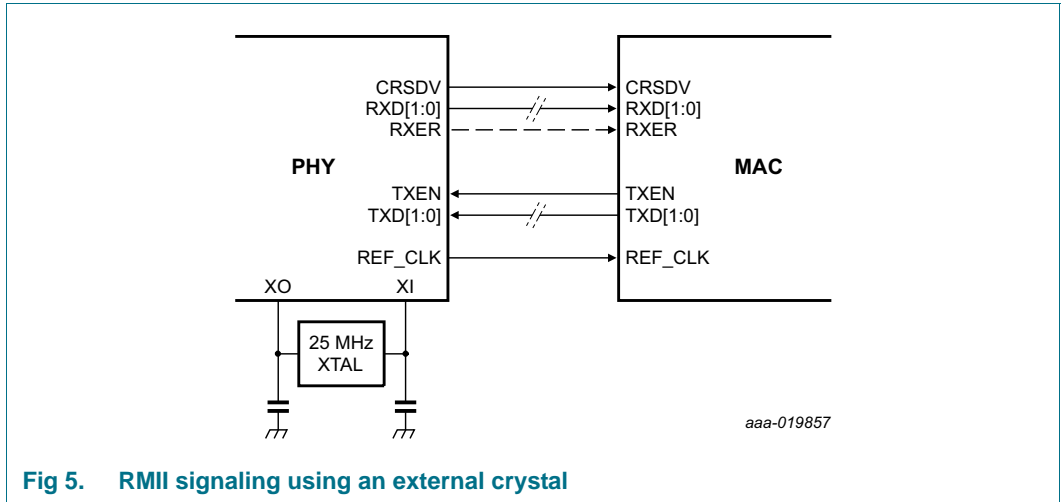 CRSDV
RXD[1:0]
RXER
CRSDV
RXD[1:0]
RXER
PHY
MAC
TXEN
TXD[1:0]
TXEN
TXD[1:0]
REF_CLK
REF_CLK
XO
XI
25 MHz
XTAL
aaa-019857
Fig 5. RMII signaling using an external crystal